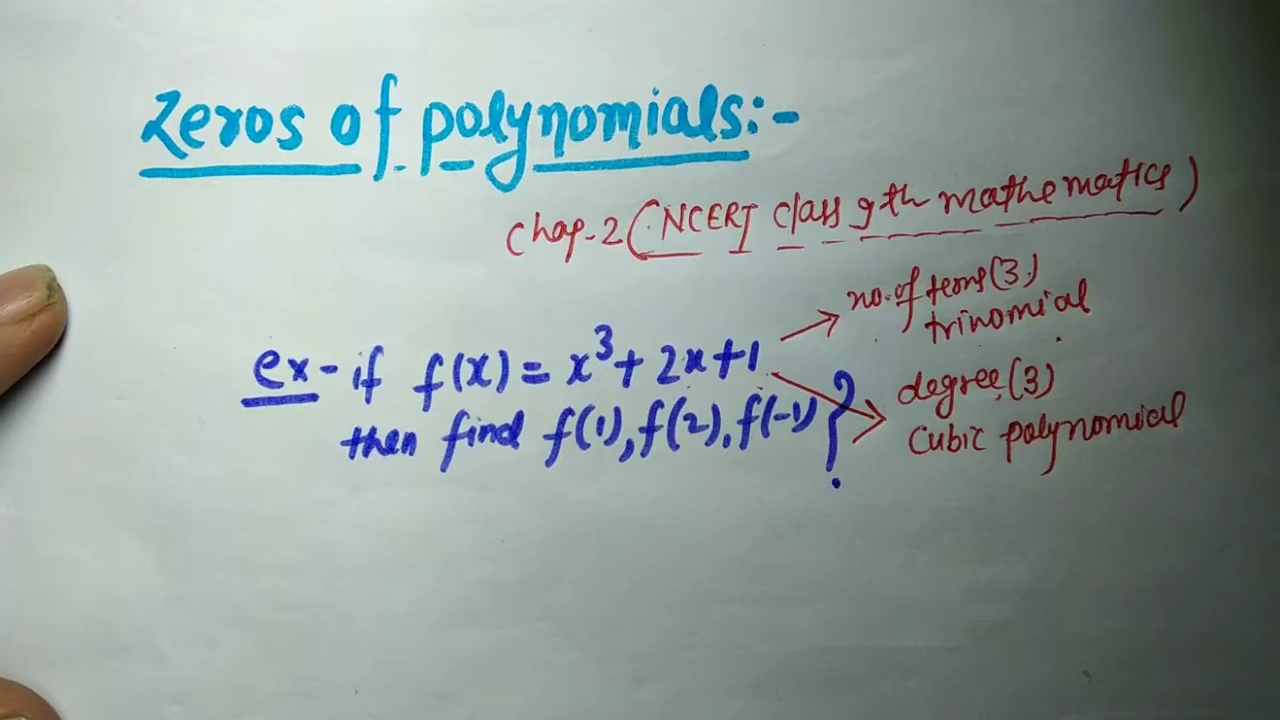 Zeros of polynomials:-
Chap-2 (NCERT class 9th mathematics)
no. of terms (3)
trinomial
ex- if f(x) = x³ + 2x + 1
then find f(1), f(2), f(-1) ?
degree (3)
Cubic polynomial